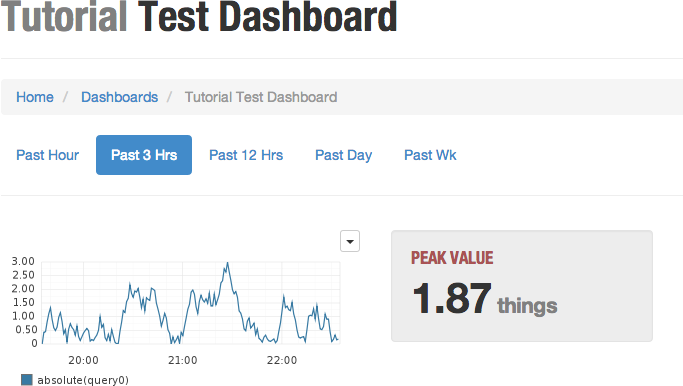 Tutorial Test Dashboard
Home / Dashboards / Tutorial Test Dashboard
Past Hour Past 3 Hrs Past 12 Hrs Past Day Past Wk
PEAK VALUE
1.87 things
3.00
2.50
2.00
1.50
1.00
0.50
0
20:00 21:00 22:00
absolute(query0)